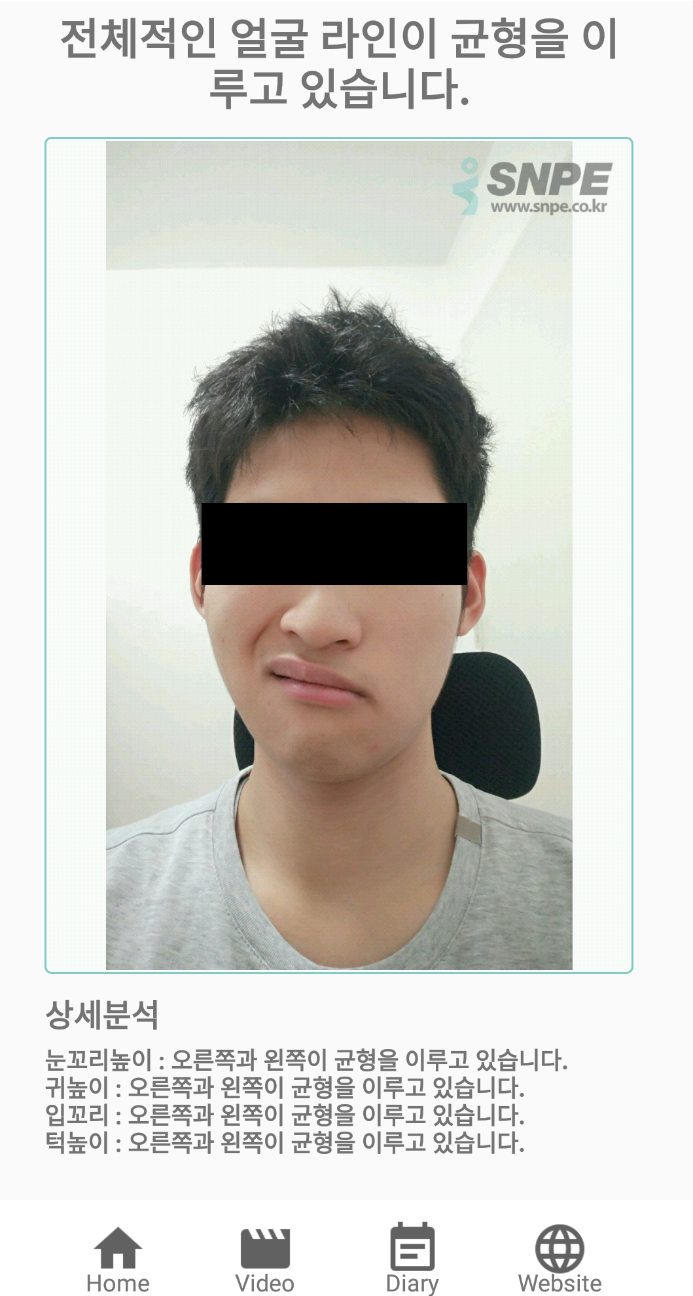 전체적인 얼굴 라인이 균형을 이
루고 있습니다.
SNPE
www.snpe.co.kr
상세분석
눈꼬리높이 : 오른쪽과 왼쪽이 균형을 이루고 있습니다.
귀높이 : 오른쪽과 왼쪽이 균형을 이루고 있습니다.
입꼬리 : 오른쪽과 왼쪽이 균형을 이루고 있습니다.
턱높이 : 오른쪽과 왼쪽이 균형을 이루고 있습니다.
Home Video Diary Website